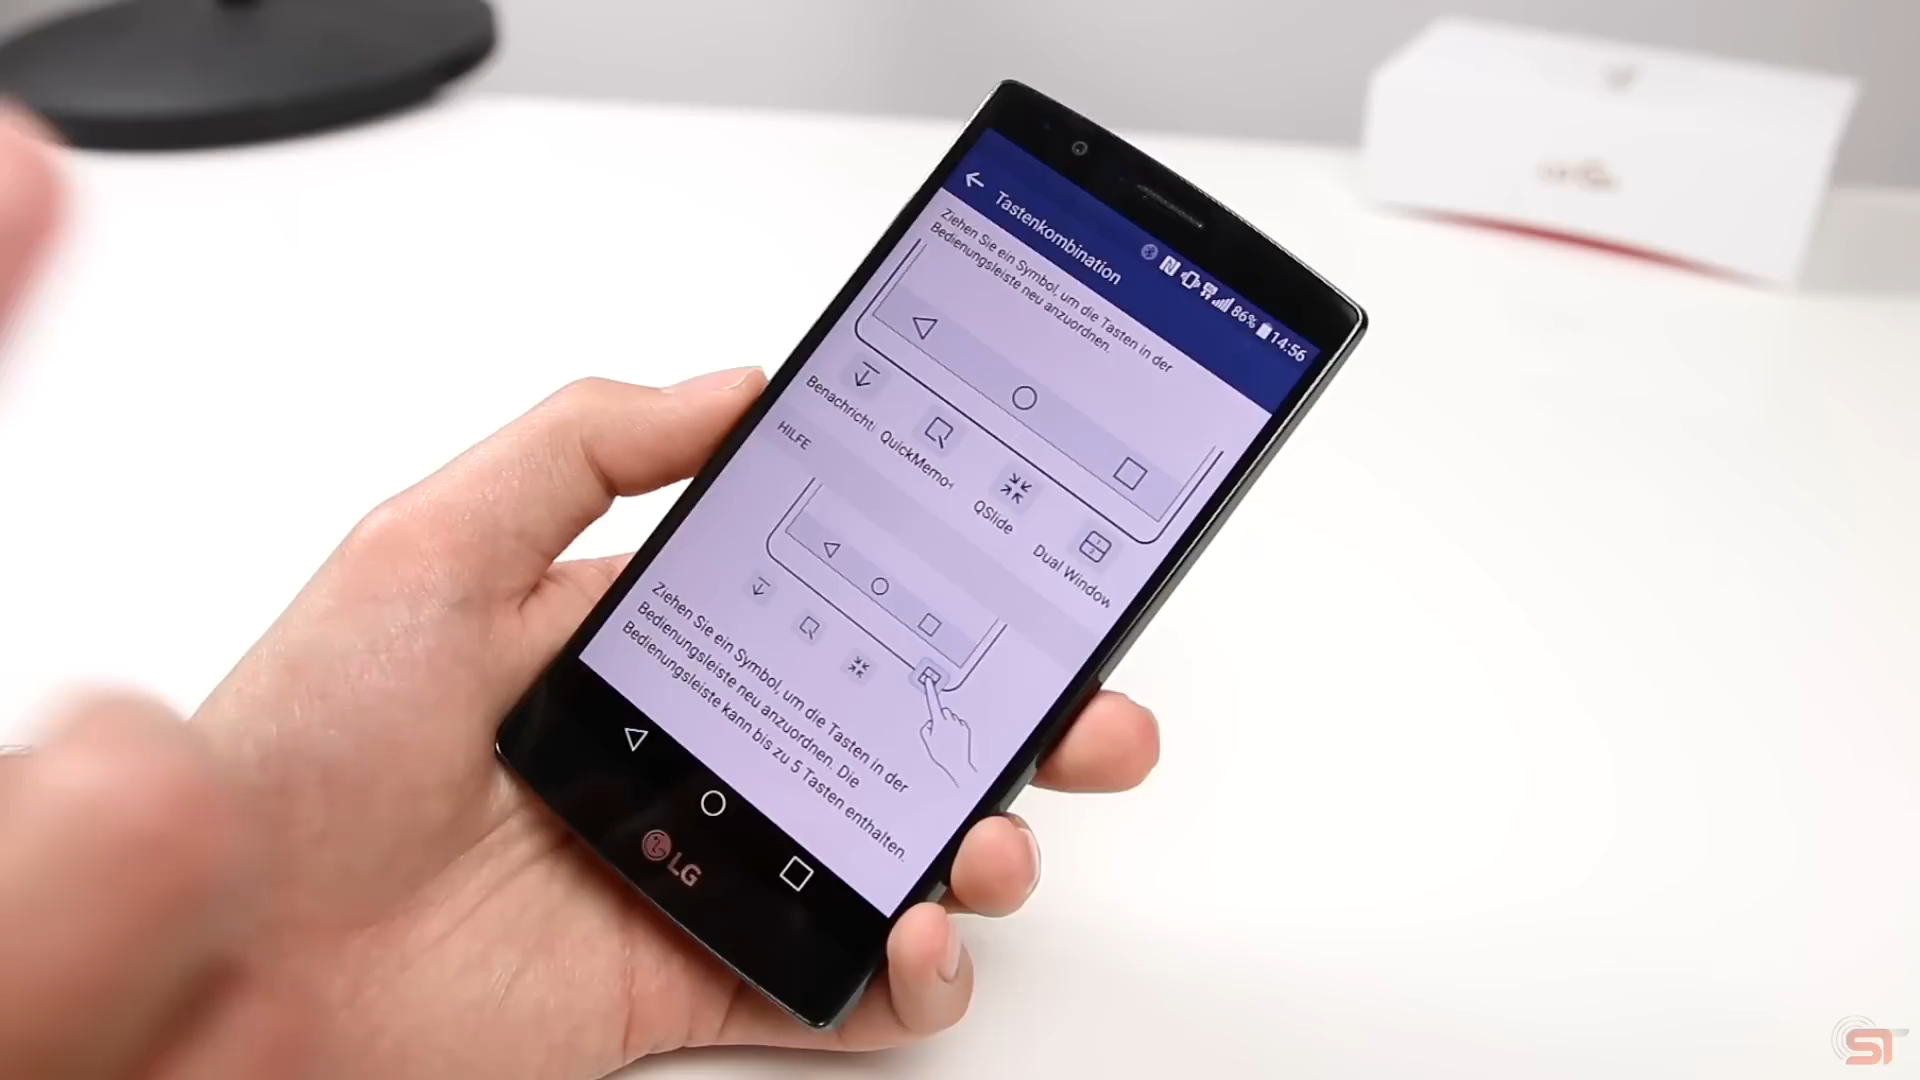 86% 14:56
Tastenkombination
Ziehen Sie ein Symbol, um die Tasten in der
Bedienungsleiste neu anzuordnen.
Benachrichti
QuickMemo+
QSlide
Dual Window
HILFE
Ziehen Sie ein Symbol, um die Tasten in der
Bedienungsleiste neu anzuordnen. Die
Bedienungsleiste kann bis zu 5 Tasten enthalten.
LG
ST